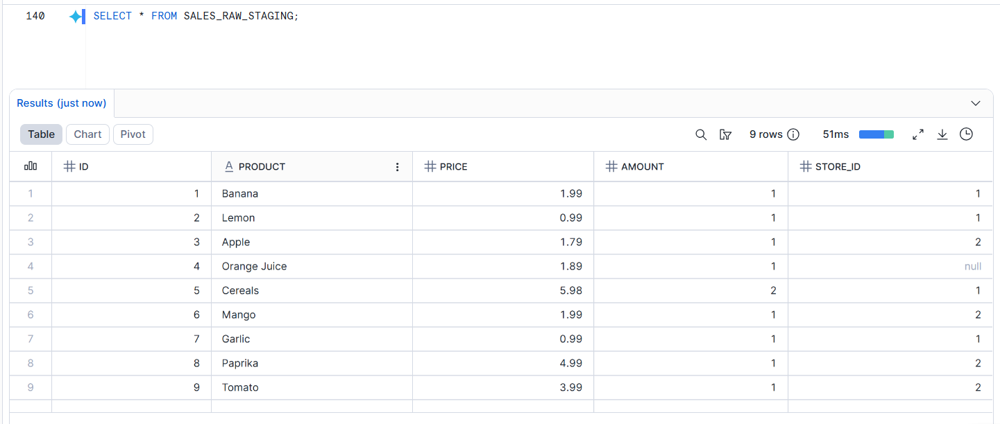 140 SELECT * FROM SALES_RAW_STAGING;
Results (just now)
Table Chart Pivot 9 rows 51ms
ID PRODUCT PRICE AMOUNT STORE_ID
1 1 Banana 1.99 1 1
2 2 Lemon 0.99 1 1
3 3 Apple 1.79 1 2
4 4 Orange Juice 1.89 1 null
5 5 Cereals 5.98 2 1
6 6 Mango 1.99 1 2
7 7 Garlic 0.99 1 1
8 8 Paprika 4.99 1 2
9 9 Tomato 3.99 1 2